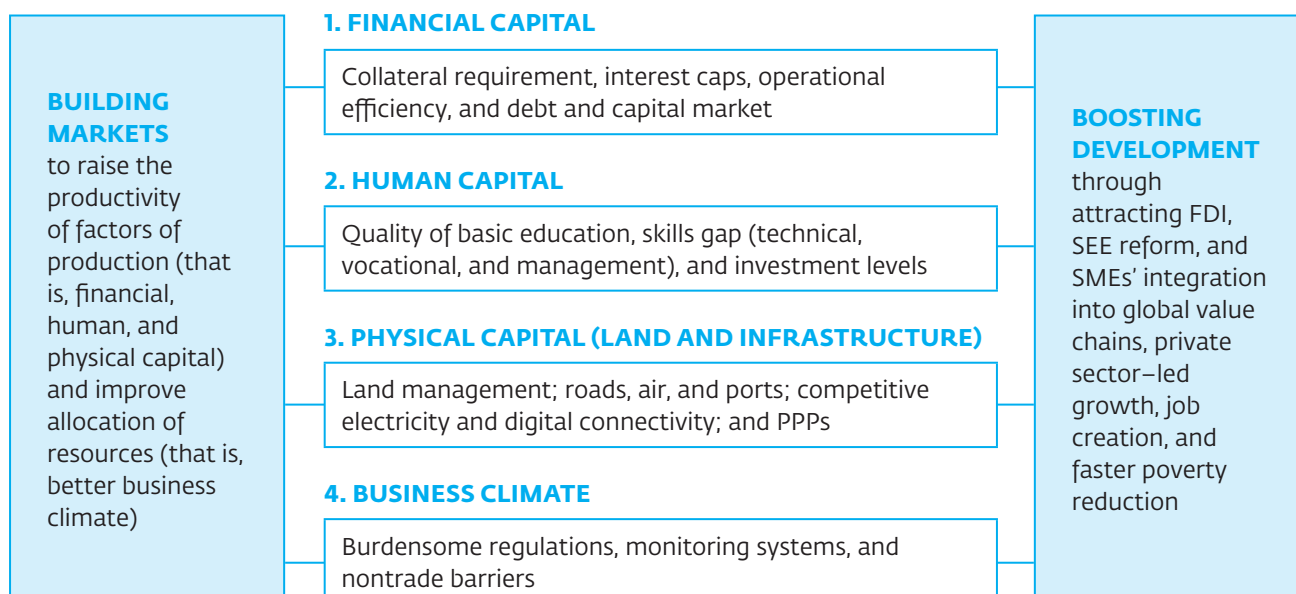 BUILDING
MARKETS
to raise the
productivity
of factors of
production (that
is, financial,
human, and
physical capital)
and improve
allocation of
resources (that is,
better business
climate)
1. FINANCIAL CAPITAL
Collateral requirement, interest caps, operational
efficiency, and debt and capital market
2. HUMAN CAPITAL
Quality of basic education, skills gap (technical,
vocational, and management), and investment levels
3. PHYSICAL CAPITAL (LAND AND INFRASTRUCTURE)
Land management; roads, air, and ports; competitive
electricity and digital connectivity; and PPPs
4. BUSINESS CLIMATE
Burdensome regulations, monitoring systems, and
nontrade barriers
BOOSTING
DEVELOPMENT
through
attracting FDI,
SEE reform, and
SMEs’ integration
into global value
chains, private
sector–led
growth, job
creation, and
faster poverty
reduction